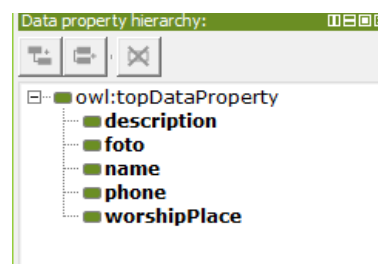 Data property hierarchy:
owl:topDataProperty
description
foto
name
phone
worshipPlace